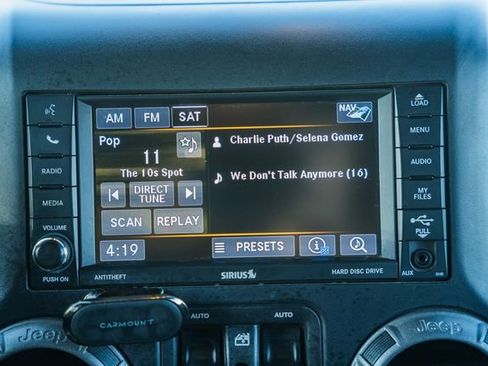 AM FM SAT
NAV
LOAD
MENU
RADIO
AUDIO
MEDIA
MY FILES
VOLUME
PULL
PUSH ON
Pop
11
The 10s Spot
DIRECT TUNE
SCAN REPLAY
4:19
Charlie Puth/Selena Gomez
We Don't Talk Anymore (16)
PRESETS
ANTITHEFT
SIRIUS
HARD DISC DRIVE
AUX
RHB
AUTO AUTO
CARMOUNT
Jeep
Jeep